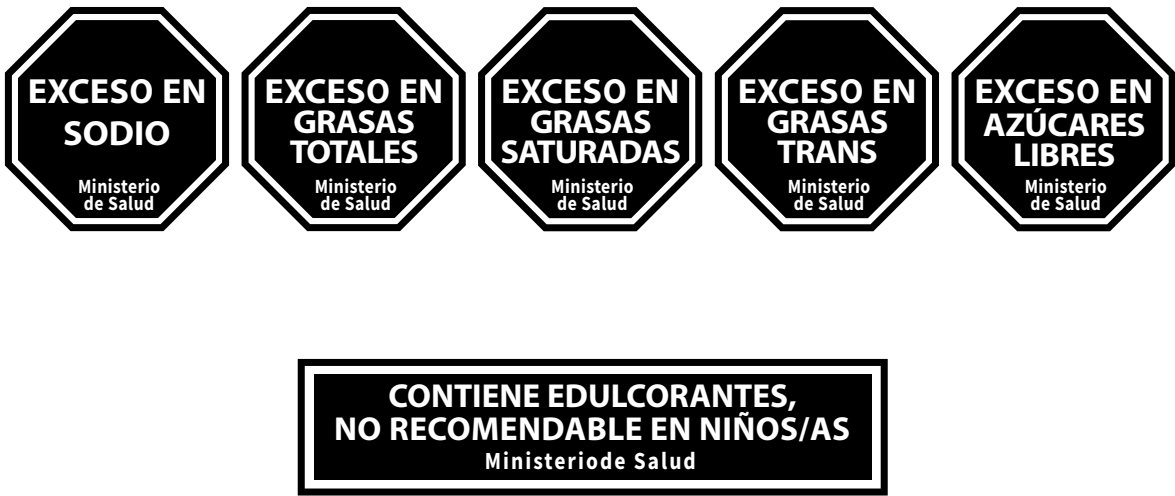 EXCESO EN
SODIO
Ministerio
de Salud
EXCESO EN
GRASAS
TOTALES
Ministerio
de Salud
EXCESO EN
GRASAS
SATURADAS
Ministerio
de Salud
EXCESO EN
GRASAS
TRANS
Ministerio
de Salud
EXCESO EN
AZÚCARES
LIBRES
Ministerio
de Salud
CONTIENE EDULCORANTES,
NO RECOMENDABLE EN NIÑOS/AS
Ministeriode Salud